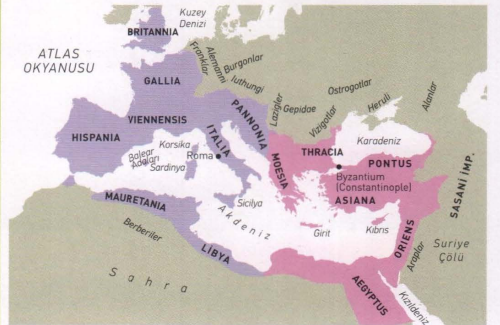 Kuzey
Denizi
BRITANNIA
ATLAS
OKYANUSU
Franklar
Alemanni
Burgonlar
Iuthungi
GALLIA
Ostrogotlar
Alanlar
Lazigler
Gepidae
Heruli
Vizigotlar
PANNONIA
VIENNENSIS
HISPANIA
ITALIA
Korsika
Balear
Adaları
Sardinya
Roma
Karadeniz
THRACIA
MOESIA
PONTUS
Byzantium
(Constantinople)
ASIANA
SASANİ İMP.
MAURETANIA
Sicilya
Akdeniz
Girit
Kıbrıs
ORIENS
Berberiler
LİBYA
Araplar
Suriye
Çölü
Sahra
AEGYPTUS
Kızıldeniz